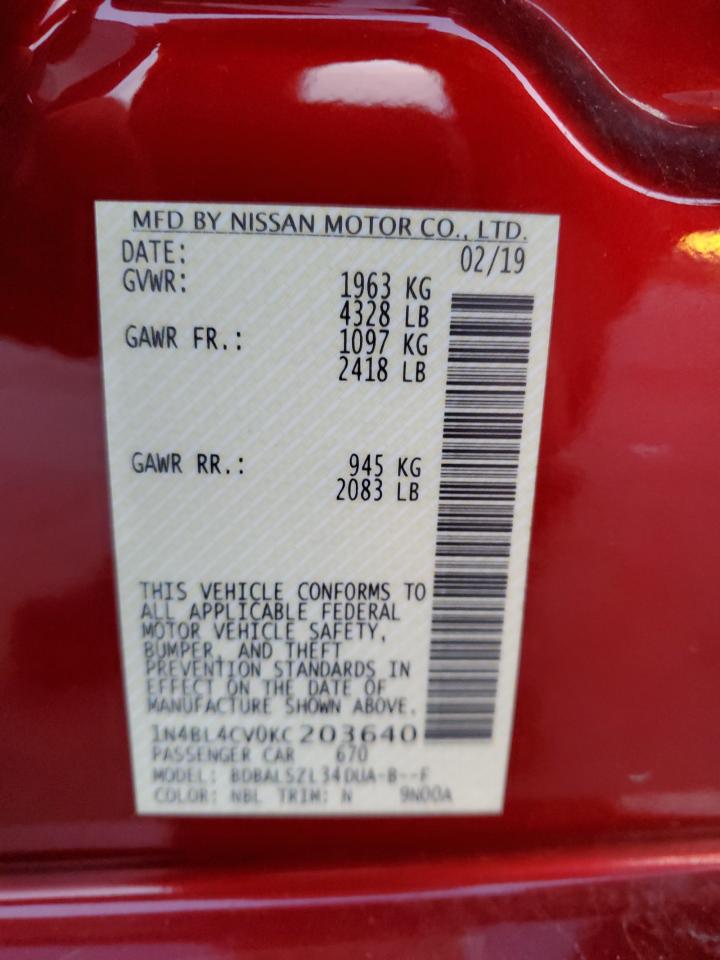 MFD BY NISSAN MOTOR CO., LTD.
DATE: 02/19
GVWR: 1963 KG
4328 LB
GAWR FR.: 1097 KG
2418 LB
GAWR RR.: 945 KG
2083 LB
THIS VEHICLE CONFORMS TO
ALL APPLICABLE FEDERAL
MOTOR VEHICLE SAFETY,
BUMPER, AND THEFT
PREVENTION STANDARDS IN
EFFECT ON THE DATE OF
MANUFACTURE SHOWN ABOVE.
1N4BL4CV0KC203640
PASSENGER CAR 670
MODEL: BDBALSZL34DUA-B--F
COLOR: NBL TRIM: N 9N00A